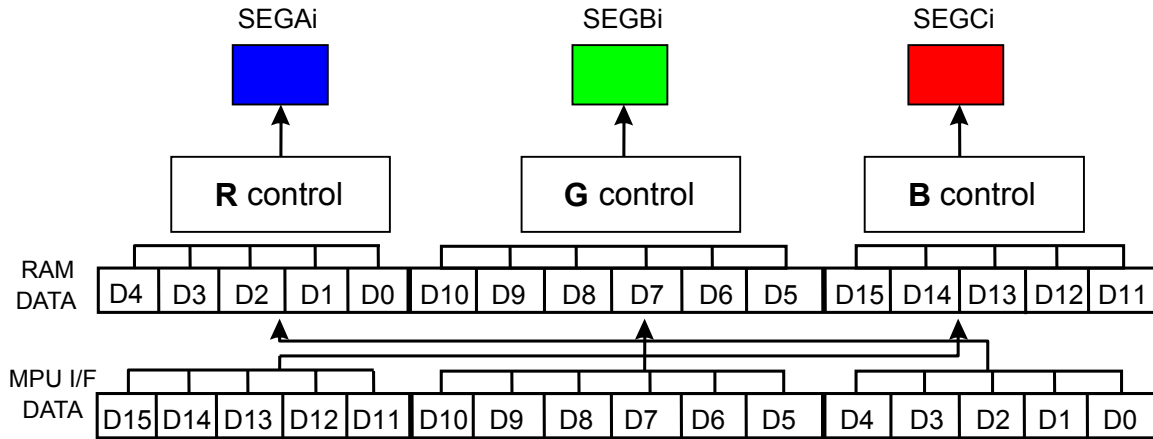 SEGAi SEGBi SEGCi
R control G control B control
RAM
DATA
D4 D3 D2 D1 D0 D10 D9 D8 D7 D6 D5 D15 D14 D13 D12 D11
MPU I/F
DATA
D15 D14 D13 D12 D11 D10 D9 D8 D7 D6 D5 D4 D3 D2 D1 D0